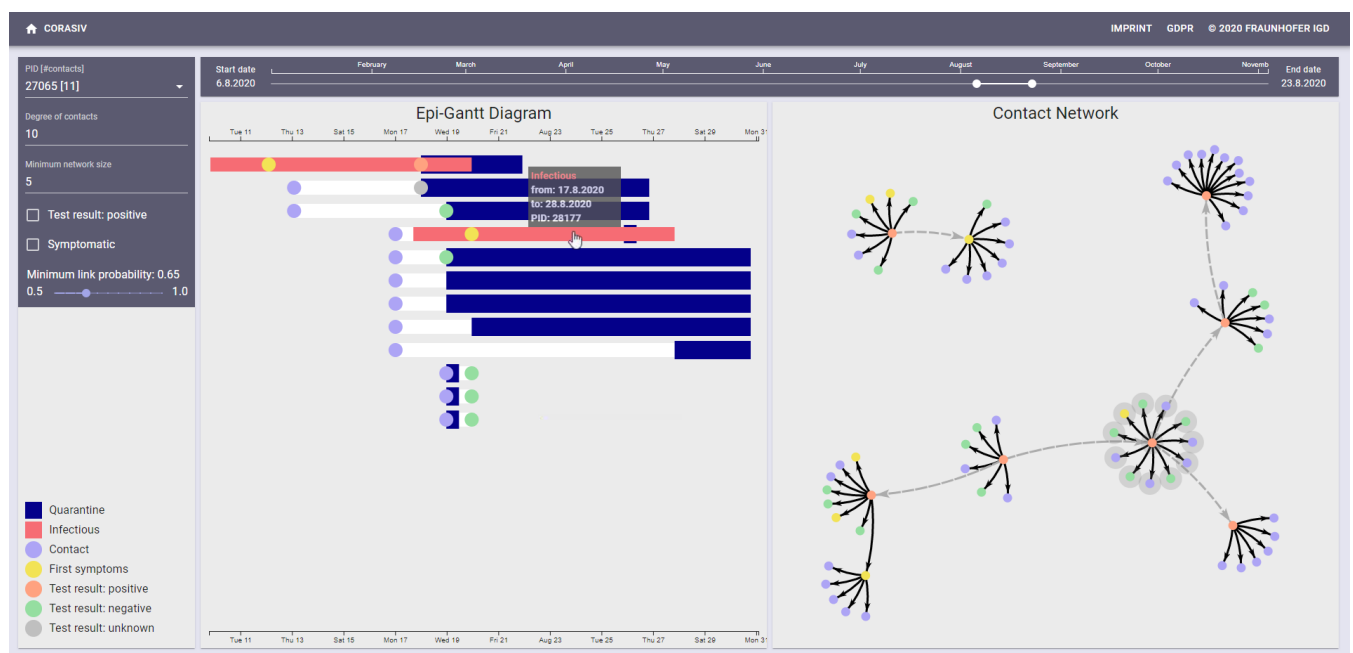 CORASIV
IMPRINT GDPR © 2020 FRAUNHOFER IGD
PID [#contacts]
27065 [11]
Degree of contacts
10
Minimum network size
5
Test result: positive
Symptomatic
Minimum link probability: 0.65
0.5 1.0
Start date
6.8.2020
February March April May June July August September October Novemb
End date
23.8.2020
Epi-Gantt Diagram
Tue 11 Thu 13 Sat 15 Mon 17 Wed 19 Fri 21 Aug 23 Tue 25 Thu 27 Sat 29 Mon 31
Infectious
from: 17.8.2020
to: 28.8.2020
PID: 28177
Tue 11 Thu 13 Sat 15 Mon 17 Wed 19 Fri 21 Aug 23 Tue 25 Thu 27 Sat 29 Mon 31
Contact Network
Quarantine
Infectious
Contact
First symptoms
Test result: positive
Test result: negative
Test result: unknown